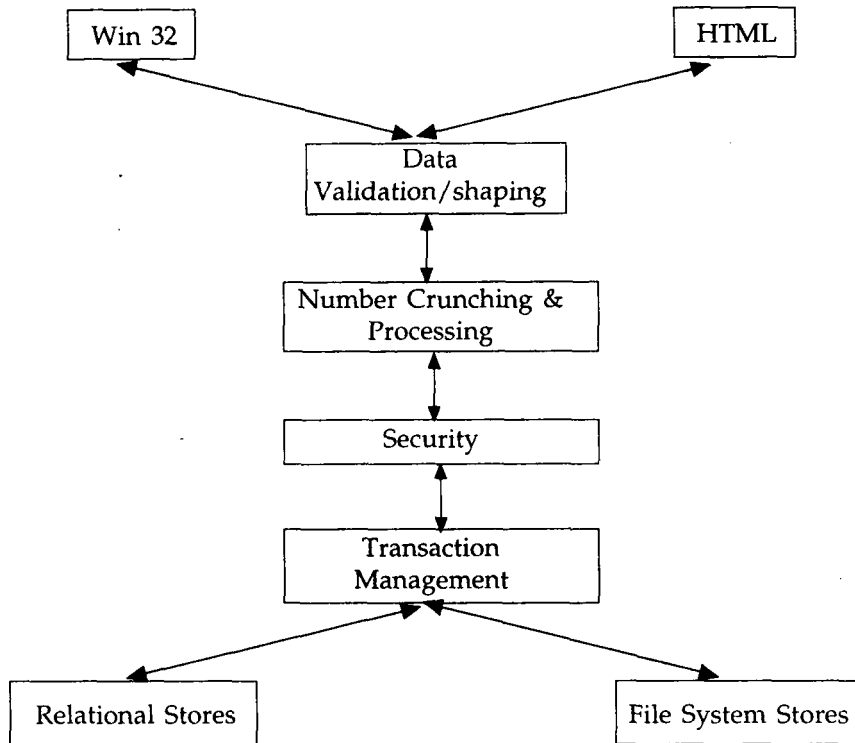 Win 32
HTML
Data
Validation/shaping
Number Crunching &
Processing
Security
Transaction
Management
Relational Stores
File System Stores